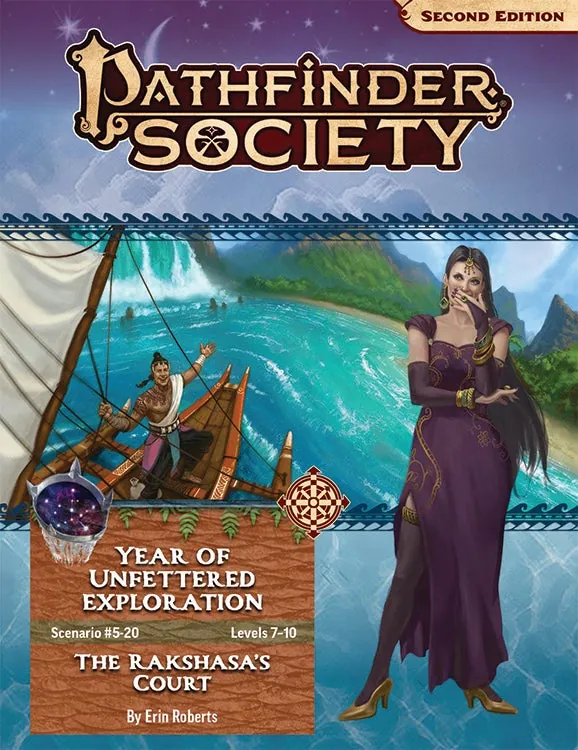 SECOND EDITION
PATHFINDER®
SOCIETY
YEAR OF
UNFETTERED
EXPLORATION
Scenario #5-20 Levels 7–10
THE RAKSHASA'S
COURT
By Erin Roberts